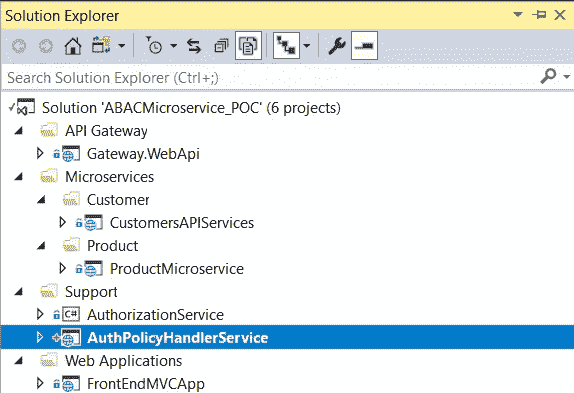 Solution Explorer
Search Solution Explorer (Ctrl+;)
Solution 'ABACMicroservice_POC' (6 projects)
API Gateway
Gateway.WebApi
Microservices
Customer
CustomersAPIServices
Product
ProductMicroservice
Support
C# AuthorizationService
AuthPolicyHandlerService
Web Applications
FrontEndMVCApp